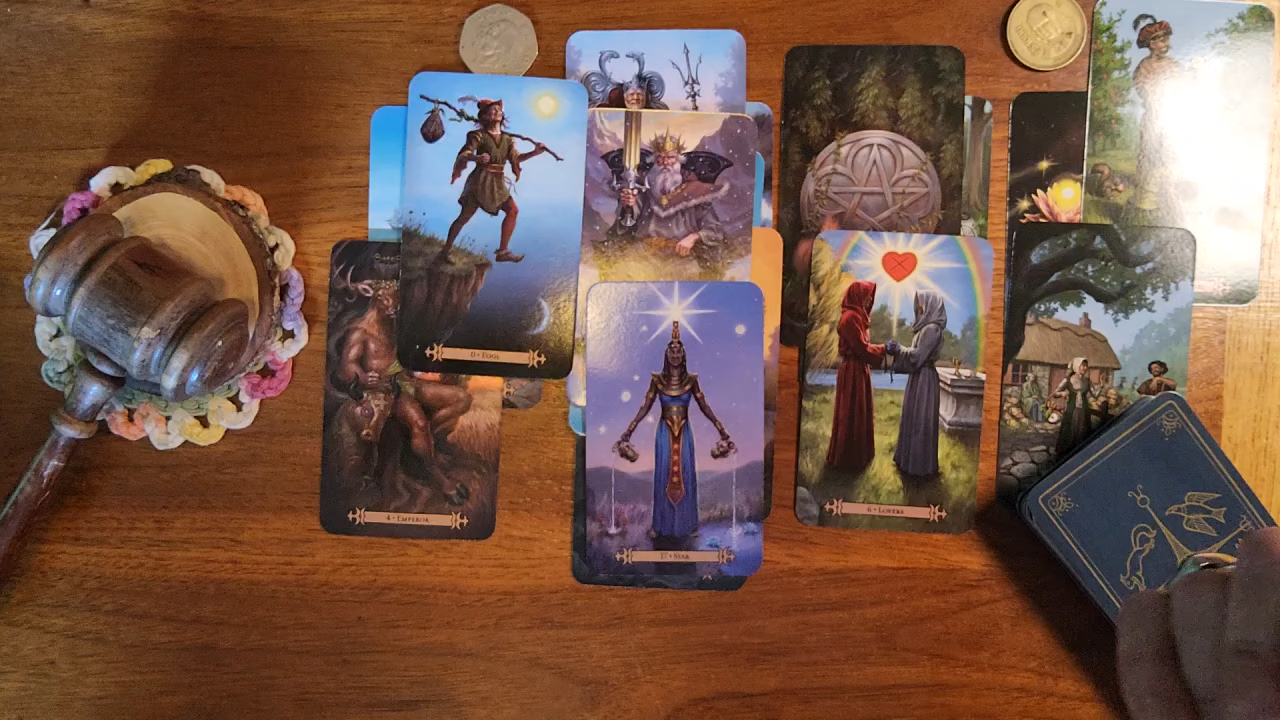 0 • Fool
4 • Emperor
17 • Star
6 • Lovers